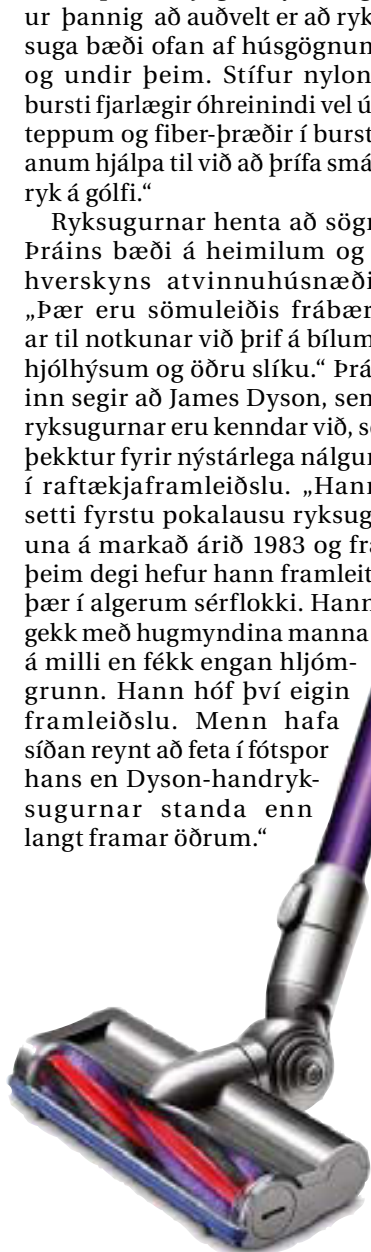 ur þannig að auðvelt er að ryk
suga bæði ofan af húsgögnum
og undir þeim. Stífur nylon
bursti fjarlægir óhreinindi vel ú
teppum og fiber-þræðir í burst
anum hjálpa til við að þrífa smá
ryk á gólfi.“
Ryksugurnar henta að sögn
Þráins bæði á heimilum og
hverskyns atvinnuhúsnæði
„Þær eru sömuleiðis frábær
ar til notkunar við þrif á bílum
hjólhýsum og öðru slíku.“ Þrá
inn segir að James Dyson, sem
ryksugurnar eru kenndar við, sé
þekktur fyrir nýstárlega nálgun
í raftækjaframleiðslu. „Hann
setti fyrstu pokalausu ryksug
una á markað árið 1983 og frá
þeim degi hefur hann framleit
þær í algerum sérflokki. Hann
gekk með hugmyndina manna
á milli en fékk engan hljóm-
grunn. Hann hóf því eigin
framleiðslu. Menn hafa
síðan reynt að feta í fótspor
hans en Dyson-handryk-
sugurnar standa enn
langt framar öðrum.“